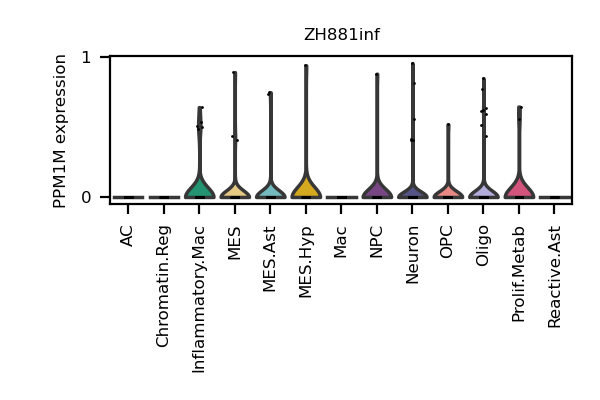 ZH881inf
PPM1M expression
1
0
AC
Chromatin.Reg
Inflammatory.Mac
MES
MES.Ast
MES.Hyp
Mac
NPC
Neuron
OPC
Oligo
Prolif.Metab
Reactive.Ast